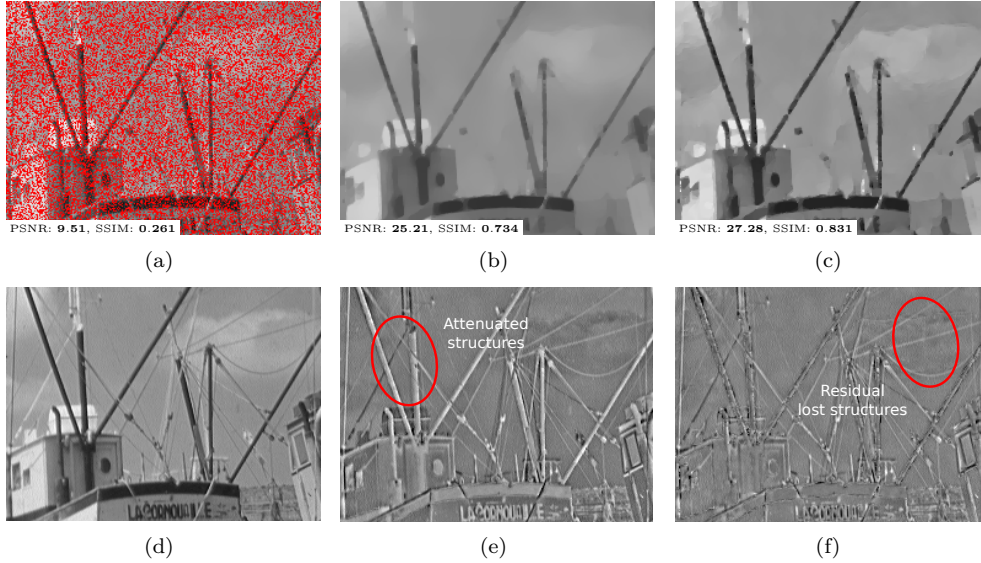 PSNR: 9.51, SSIM: 0.261
PSNR: 25.21, SSIM: 0.734
PSNR: 27.28, SSIM: 0.831
(a)
(b)
(c)
Attenuated
structures
Residual
lost structures
LACORNOUAILLE
(d)
(e)
(f)